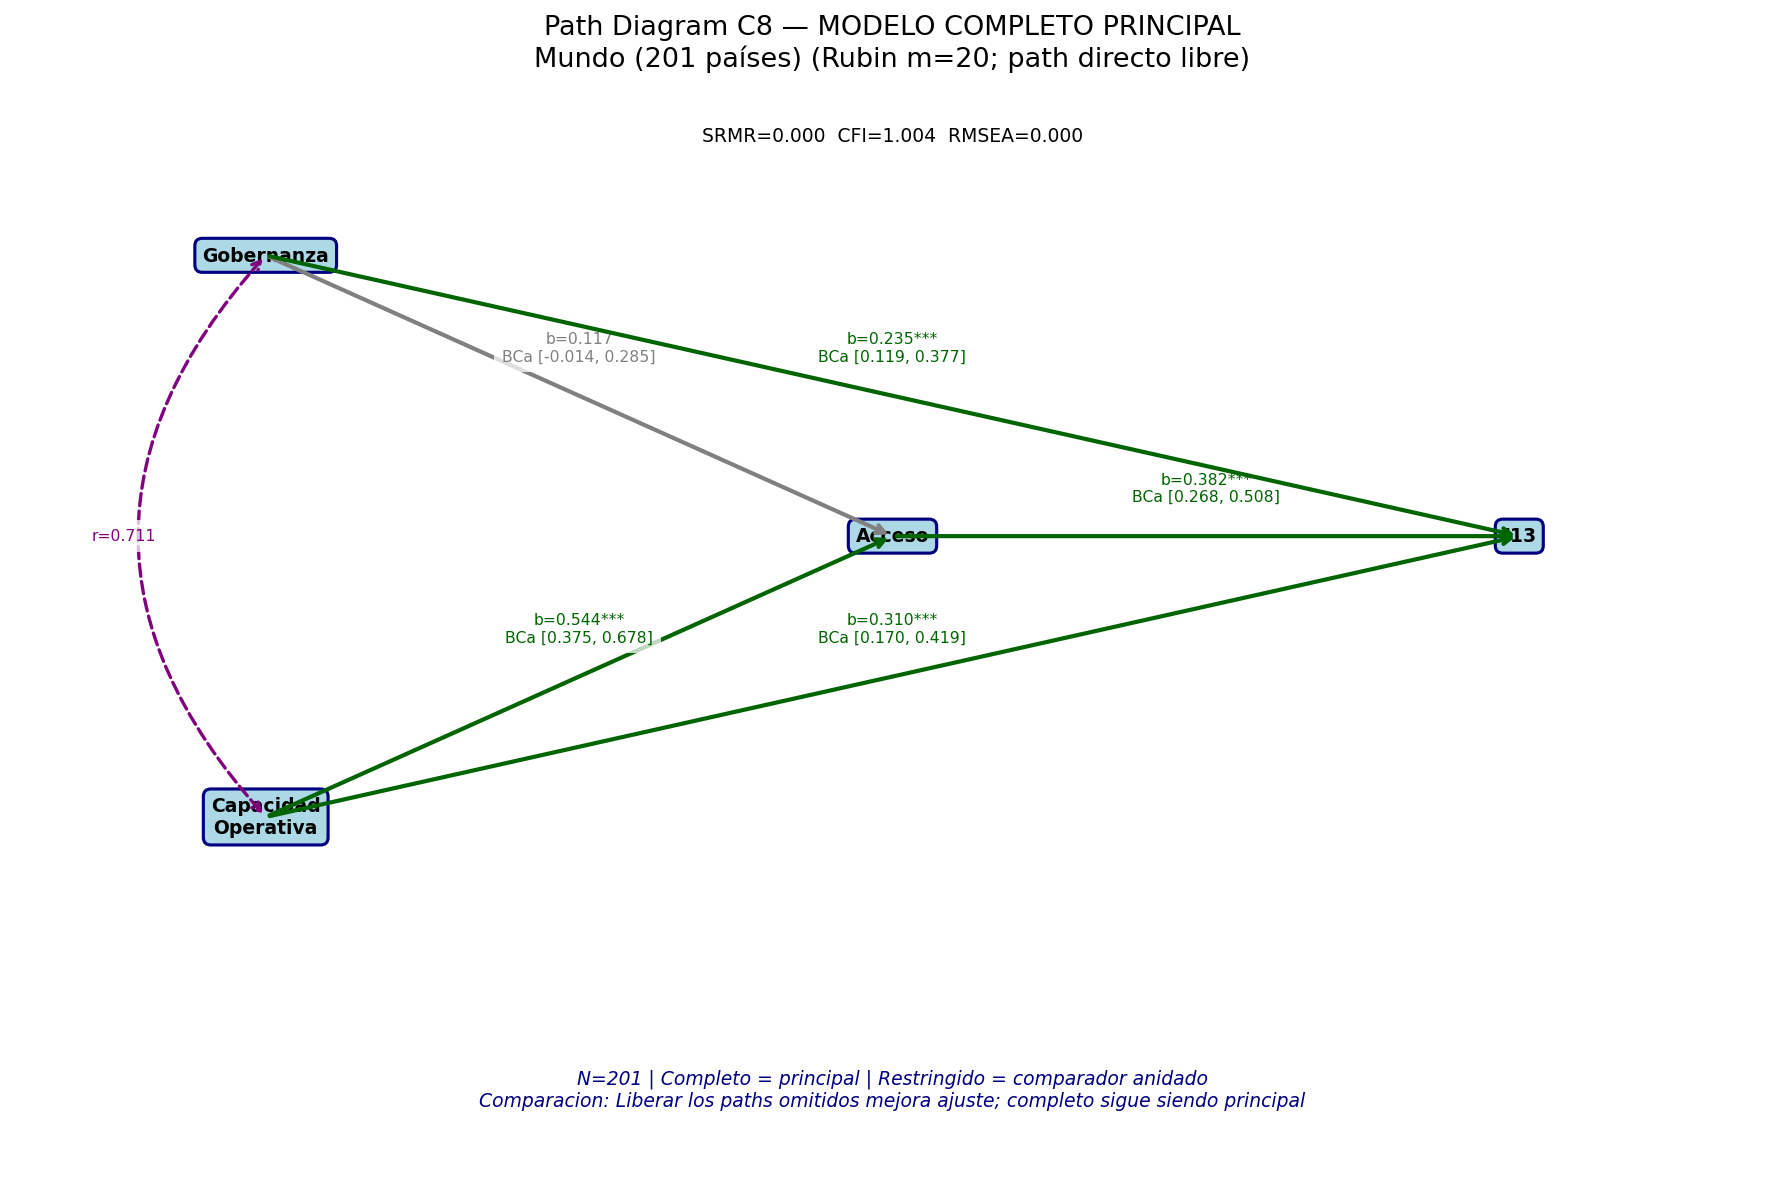 Path Diagram C8 — MODELO COMPLETO PRINCIPAL
Mundo (201 países) (Rubin m=20; path directo libre)
SRMR=0.000 CFI=1.004 RMSEA=0.000
Gobernanza
b=0.117
BCa [-0.014, 0.285]
b=0.235***
BCa [0.119, 0.377]
b=0.382***
BCa [0.268, 0.508]
r=0.711
Acceso
13
b=0.544***
BCa [0.375, 0.678]
b=0.310***
BCa [0.170, 0.419]
Capacidad
Operativa
N=201 | Completo = principal | Restringido = comparador anidado
Comparacion: Liberar los paths omitidos mejora ajuste; completo sigue siendo principal